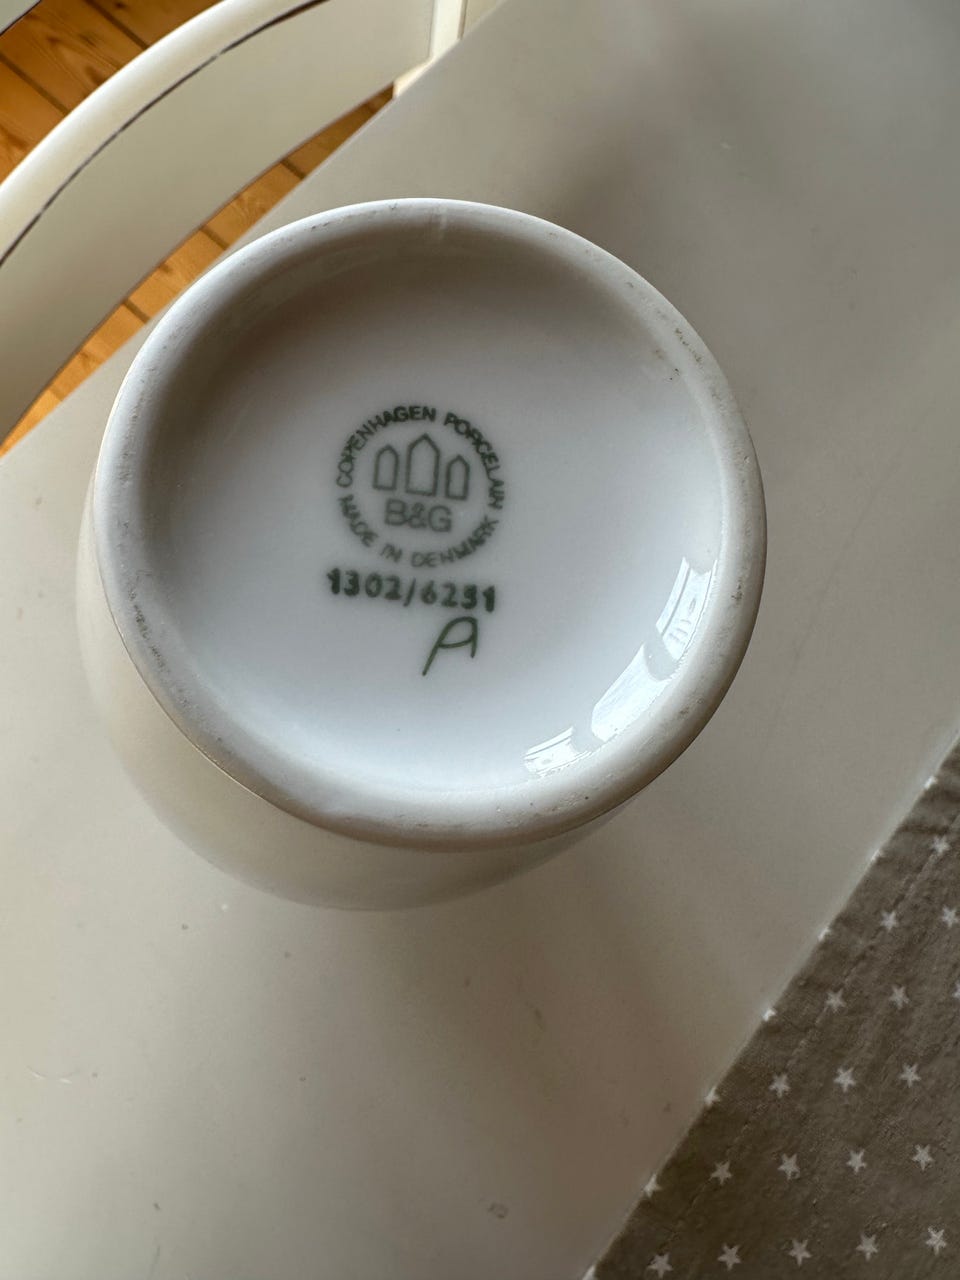 COPENHAGEN PORCELAIN
B&G
MADE IN DENMARK
1302/6251
A